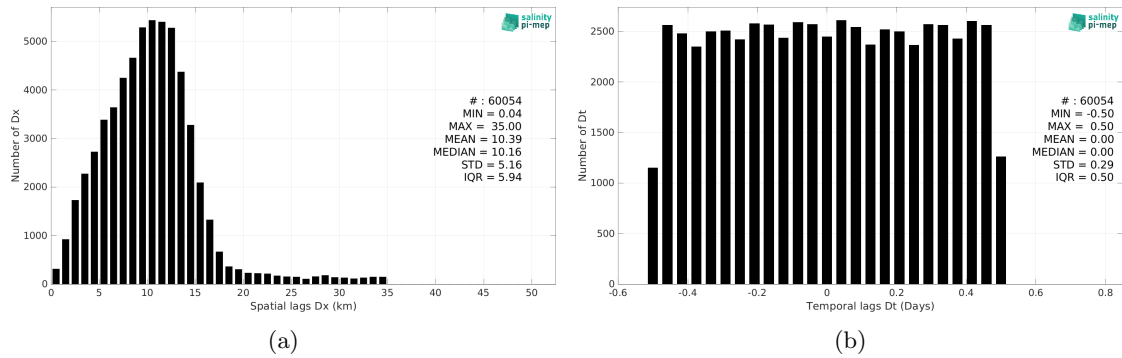 salinity
pi-mep
5000
4000
3000
2000
1000
0
Number of Dx
# : 60054
MIN = 0.04
MAX = 35.00
MEAN = 10.39
MEDIAN = 10.16
STD = 5.16
IQR = 5.94
0 5 10 15 20 25 30 35 40 45 50
Spatial lags Dx (km)
(a)
salinity
pi-mep
2500
2000
1500
1000
500
0
Number of Dt
# : 60054
MIN = -0.50
MAX = 0.50
MEAN = 0.00
MEDIAN = 0.00
STD = 0.29
IQR = 0.50
-0.6 -0.4 -0.2 0 0.2 0.4 0.6 0.8
Temporal lags Dt (Days)
(b)